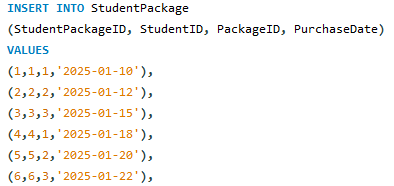 INSERT INTO StudentPackage
(StudentPackageID, StudentID, PackageID, PurchaseDate)
VALUES
(1,1,1,'2025-01-10'),
(2,2,2,'2025-01-12'),
(3,3,3,'2025-01-15'),
(4,4,1,'2025-01-18'),
(5,5,2,'2025-01-20'),
(6,6,3,'2025-01-22'),